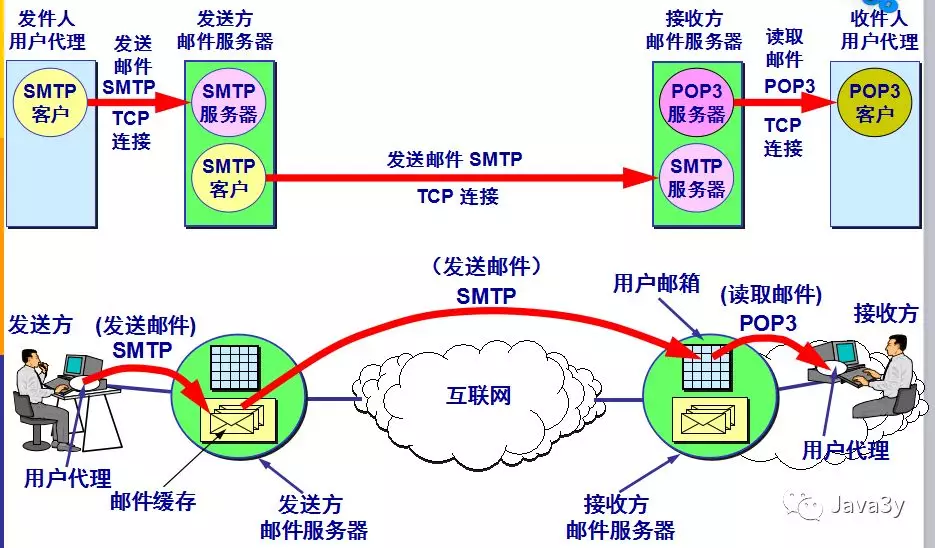 发件人
用户代理
发送
邮件
SMTP
TCP
连接
发送方
邮件服务器
接收方
邮件服务器
读取
邮件
POP3
TCP
连接
收件人
用户代理
SMTP
客户
SMTP
服务器
POP3
服务器
POP3
客户
SMTP
客户
发送邮件 SMTP
TCP 连接
SMTP
服务器
(发送邮件)
SMTP
用户邮箱
发送方
(发送邮件)
SMTP
(读取邮件)
POP3
接收方
互联网
用户代理
邮件缓存
发送方
邮件服务器
接收方
邮件服务器
用户代理
Java3y